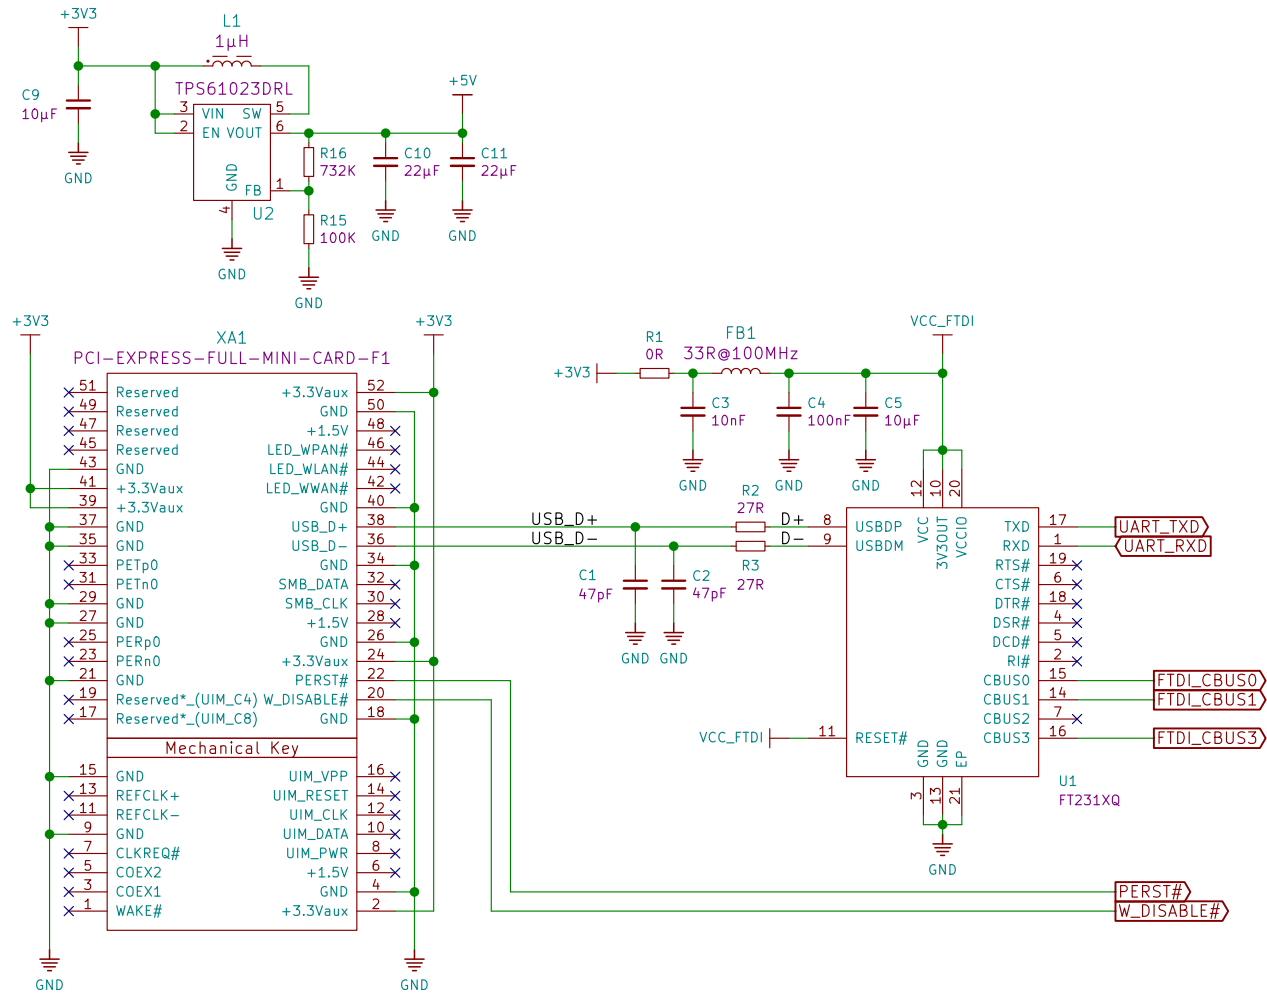 +3V3
L1
1µH
C9
10µF
GND
TPS61023DRL
3 VIN SW 5
2 EN VOUT 6
GND
FB 1
4
U2
GND
R16
732K
R15
100K
GND
C10
22µF
GND
+5V
C11
22µF
GND
+3V3
XA1
+3V3
PCI-EXPRESS-FULL-MINI-CARD-F1
51 Reserved +3.3Vaux 52
49 Reserved GND 50
47 Reserved +1.5V 48
45 Reserved LED_WPAN# 46
43 GND LED_WLAN# 44
41 +3.3Vaux LED_WWAN# 42
39 +3.3Vaux GND 40
37 GND USB_D+ 38
35 GND USB_D- 36
33 PETp0 GND 34
31 PETn0 SMB_DATA 32
29 GND SMB_CLK 30
27 GND +1.5V 28
25 PERp0 GND 26
23 PERn0 +3.3Vaux 24
21 GND PERST# 22
19 Reserved*_(UIM_C4) W_DISABLE# 20
17 Reserved*_(UIM_C8) GND 18
Mechanical Key
15 GND UIM_VPP 16
13 REFCLK+ UIM_RESET 14
11 REFCLK- UIM_CLK 12
9 GND UIM_DATA 10
7 CLKREQ# UIM_PWR 8
5 COEX2 +1.5V 6
3 COEX1 GND 4
1 WAKE# +3.3Vaux 2
GND
GND
+3V3
R1
0R
FB1
33R@100MHz
VCC_FTDI
C3
10nF
GND
C4
100nF
GND
C5
10µF
GND
USB_D+
USB_D-
R2
27R
R3
27R
D+
D-
C1
47pF
GND
C2
47pF
GND
12 10 20
VCC 3V3OUT VCCIO
8 USBDP TXD 17
9 USBDM RXD 1
RTS# 19
CTS# 6
DTR# 18
DSR# 4
DCD# 5
RI# 2
CBUS0 15
CBUS1 14
CBUS2 7
VCC_FTDI 11 RESET# CBUS3 16
GND GND EP
3 13 21
U1
FT231XQ
GND
UART_TXD
UART_RXD
FTDI_CBUS0
FTDI_CBUS1
FTDI_CBUS3
PERST#
W_DISABLE#